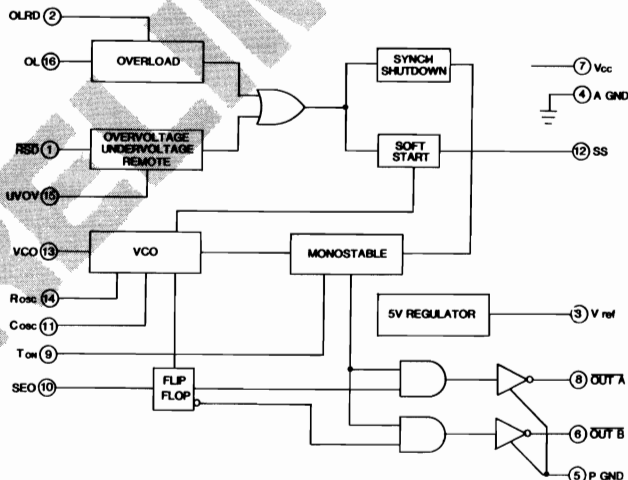 OLRD 2
OL 16
OVERLOAD
SYNCH
SHUTDOWN
7 Vcc
4 A GND
RSD 1
OVERVOLTAGE
UNDERVOLTAGE
REMOTE
SOFT
START
12 SS
UVOV 15
VCO 13
VCO
MONOSTABLE
Rosc 14
Cosc 11
5V REGULATOR
3 V ref
TON 9
SEO 10
FLIP
FLOP
8 OUT A
6 OUT B
5 P GND